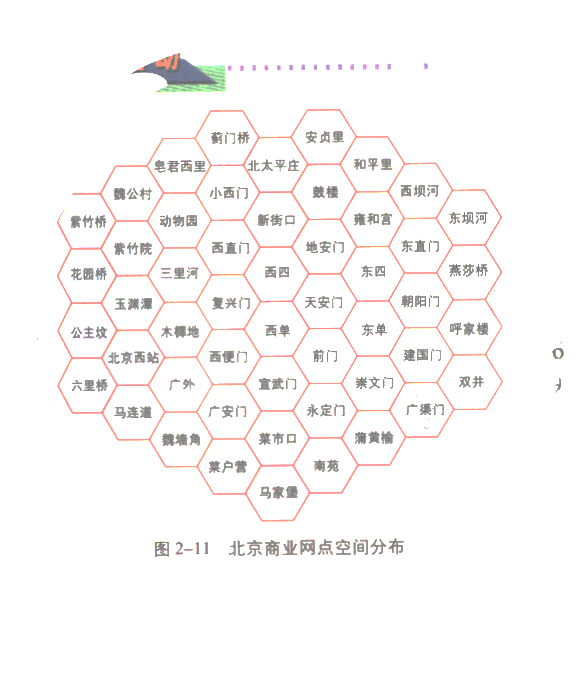 蓟门桥 安贞里
皂君西里 北太平庄 和平里
魏公村 小西门 鼓楼 西坝河
紫竹桥 动物园 新街口 雍和宫 东坝河
紫竹院 西直门 地安门 东直门
花园桥 三里河 西四 东四 燕莎桥
玉渊潭 复兴门 天安门 朝阳门
公主坟 木樨地 西单 东单 呼家楼
北京西站 西便门 前门 建国门
六里桥 广外 宣武门 崇文门 双井
马连道 广安门 永定门 广渠门
魏墙角 菜市口 蒲黄榆
菜户营 南苑
马家堡
图 2-11 北京商业网点空间分布